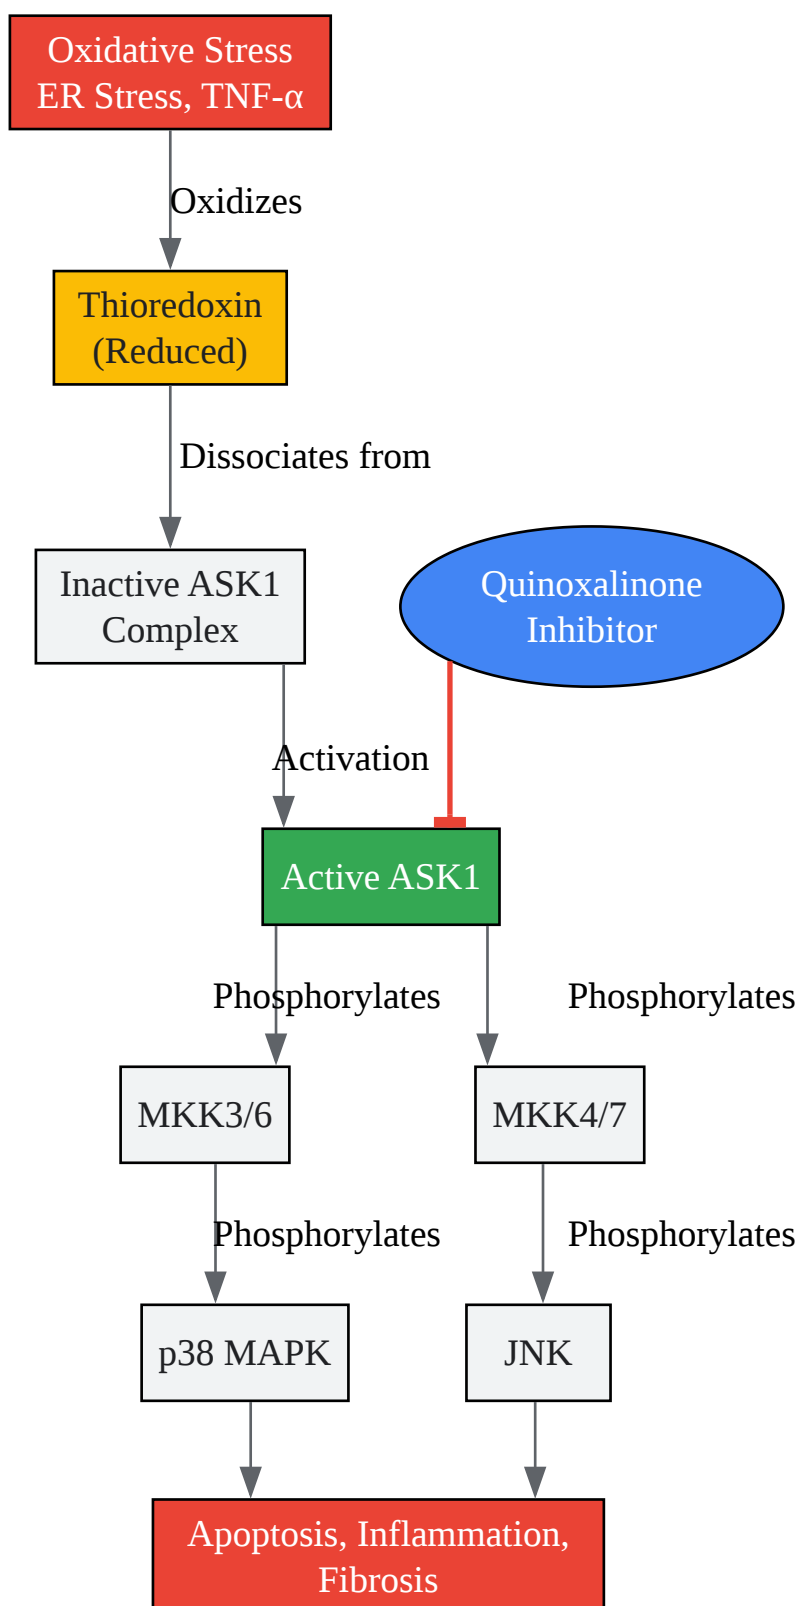 Oxidative Stress
ER Stress, TNF-α
Oxidizes
Thioredoxin
(Reduced)
Dissociates from
Inactive ASK1
Complex
Quinoxalinone
Inhibitor
Activation
Active ASK1
Phosphorylates
Phosphorylates
MKK3/6
MKK4/7
Phosphorylates
Phosphorylates
p38 MAPK
JNK
Apoptosis, Inflammation,
Fibrosis